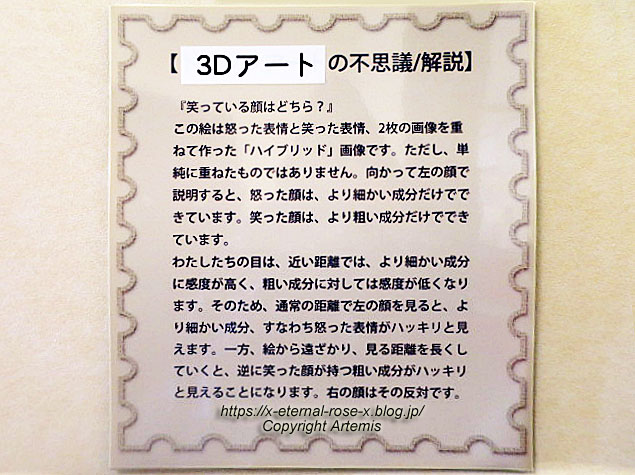 【3Dアートの不思議/解説】
『笑っている顔はどちら？』
この絵は怒った表情と笑った表情、2枚の画像を重
ねて作った「ハイブリッド」画像です。ただし、単
純に重ねたものではありません。向かって左の顔で
説明すると、怒った顔は、より細かい成分だけでで
きています。笑った顔は、より粗い成分だけででき
ています。
わたしたちの目は、近い距離では、より細かい成分
に感度が高く、粗い成分に対しては感度が低くなり
ます。そのため、通常の距離で左の顔を見ると、よ
り細かい成分、すなわち怒った表情がハッキリと見
えます。一方、絵から遠ざかり、見る距離を長くし
ていくと、逆に笑った顔が持つ粗い成分がハッキリ
と見えることになります。右の顔はその反対です。
https://x-eternal-rose-x.blog.jp/
Copyright Artemis